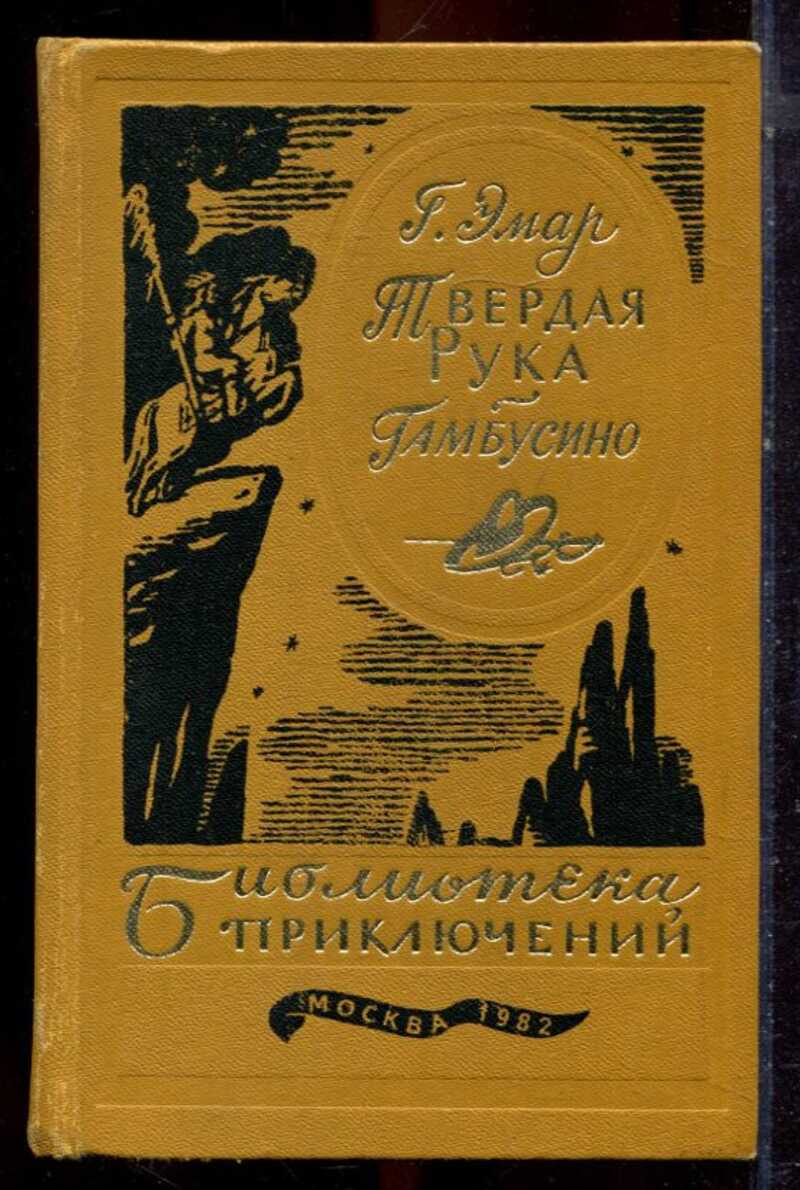 Г. Эмар
ТВЕРДАЯ
РУКА
ГАМБУСИНО
Библиотека
ПРИКЛЮЧЕНИЙ
МОСКВА 1982